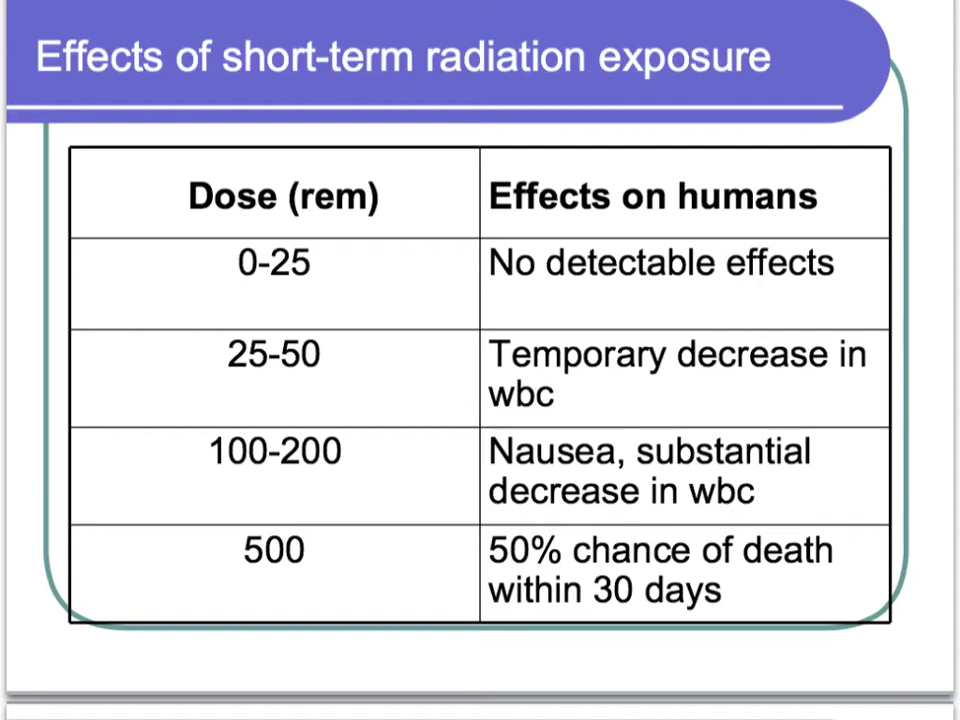 Effects of short-term radiation exposure
Dose (rem) Effects on humans
0-25 No detectable effects
25-50 Temporary decrease in
wbc
100-200 Nausea, substantial
decrease in wbc
500 50% chance of death
within 30 days